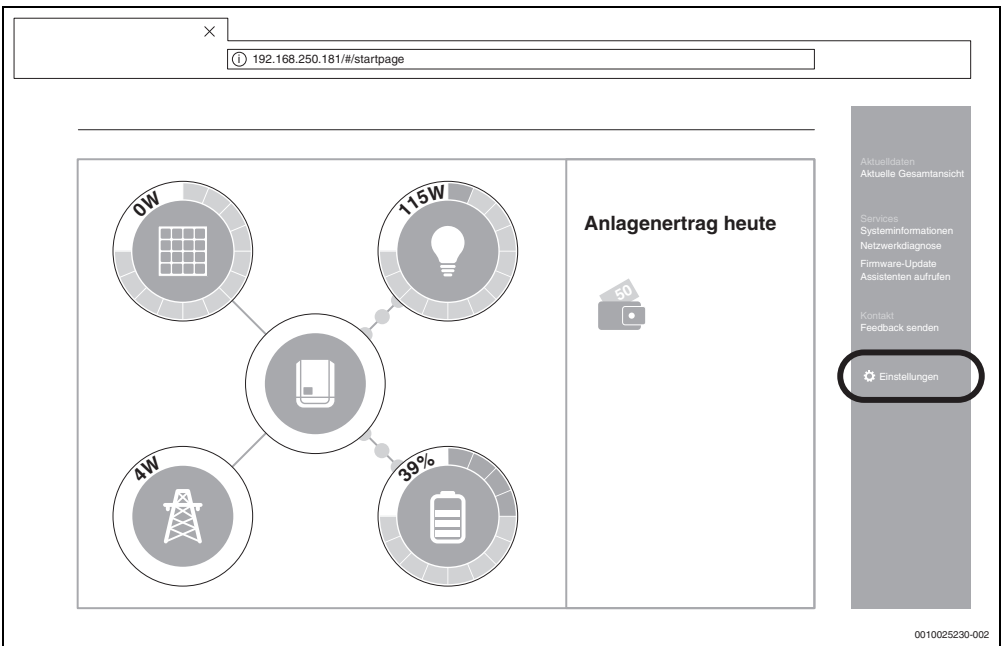 192.168.250.181/#/startpage
0W
115W
4W
39%
Anlagenertrag heute
50
Aktuelldaten
Aktuelle Gesamtansicht
Services
Systeminformationen
Netzwerkdiagnose
Firmware-Update
Assistenten aufrufen
Kontakt
Feedback senden
Einstellungen
0010025230-002